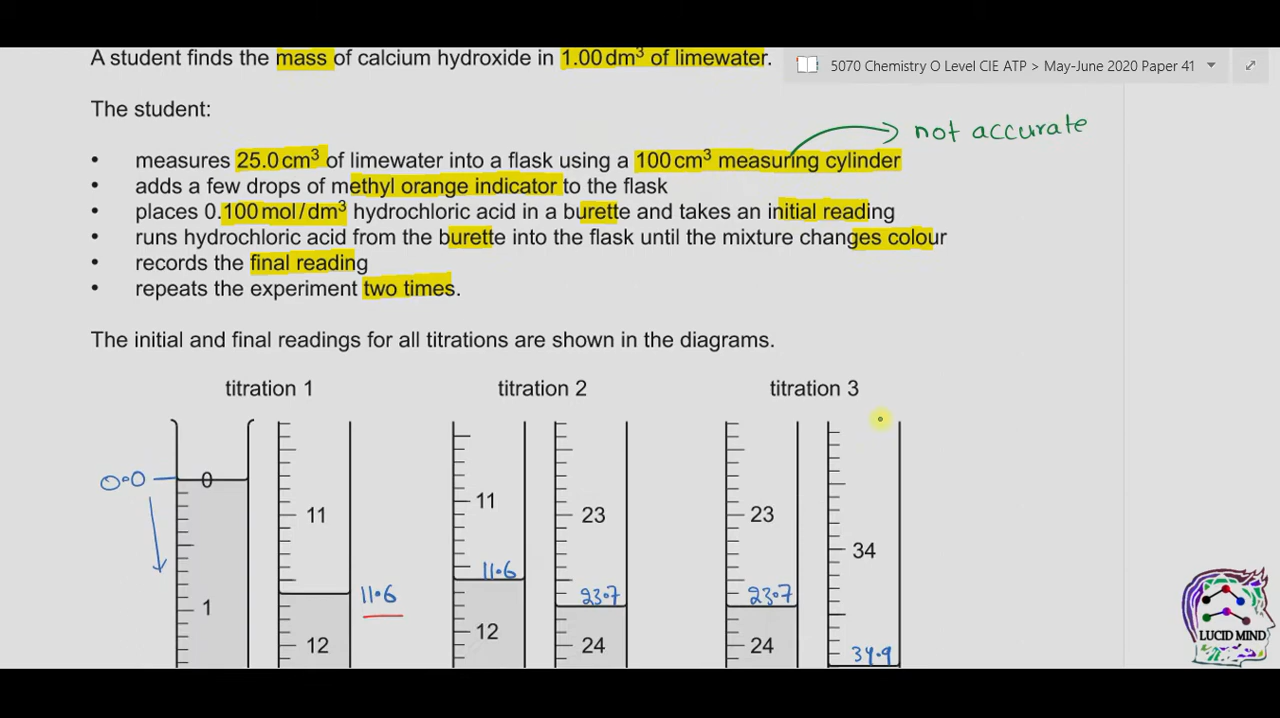 A student finds the mass of calcium hydroxide in 1.00 dm³ of limewater.
5070 Chemistry O Level CIE ATP > May-June 2020 Paper 41
The student:
not accurate
• measures 25.0 cm³ of limewater into a flask using a 100 cm³ measuring cylinder
• adds a few drops of methyl orange indicator to the flask
• places 0.100 mol/dm³ hydrochloric acid in a burette and takes an initial reading
• runs hydrochloric acid from the burette into the flask until the mixture changes colour
• records the final reading
• repeats the experiment two times.
The initial and final readings for all titrations are shown in the diagrams.
titration 1 titration 2 titration 3
0.0 0
11 11 23 23 34
11.6 11.6 23.7 23.7
1 12 12 24 24 34.9
LUCID MIND